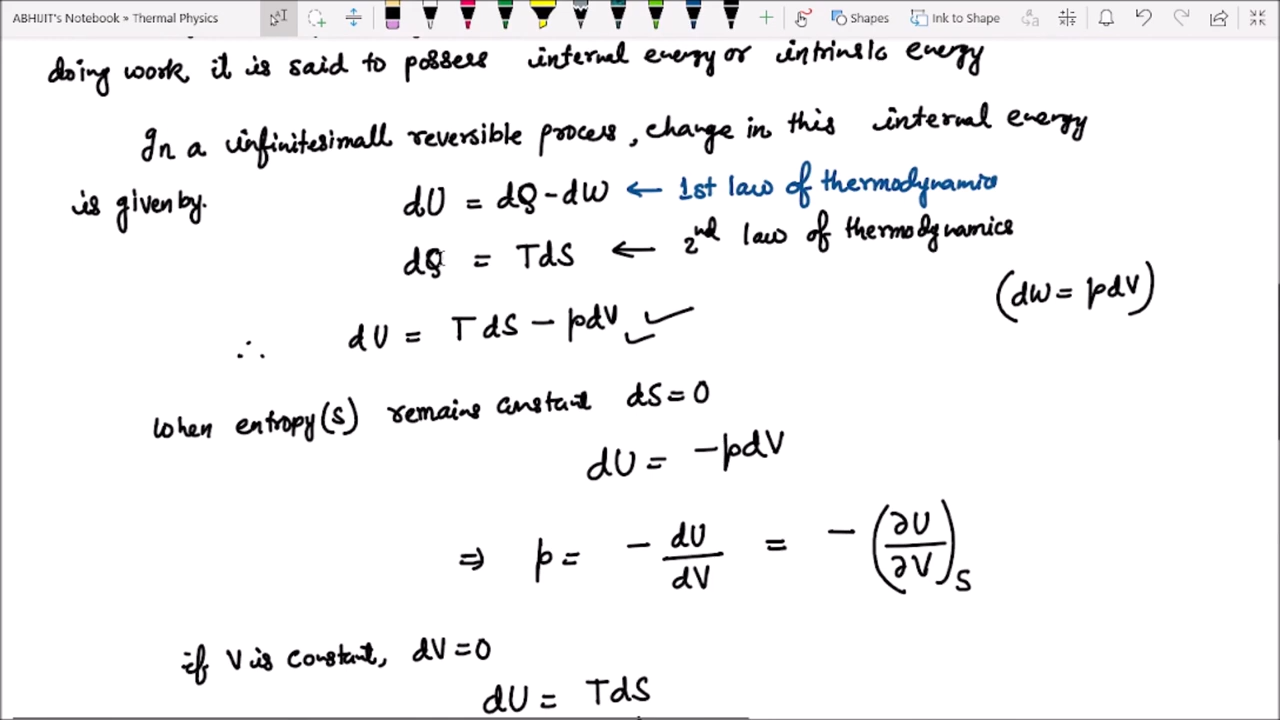 ABHIJIT's Notebook » Thermal Physics
Shapes
Ink to Shape
doing work it is said to possess internal energy or intrinsic energy
In a infinitesimall reversible process, change in this internal energy
is given by.
dU = dQ - dW ← 1st law of thermodynamics
dQ = TdS ← 2nd law of thermodynamics
(dW = pdV)
∴ dU = TdS - pdV ✓ ✓
When entropy(S) remains constant dS = 0
dU = -pdV
⇒ p = - dU/dV = - (∂U/∂V)_S
if V is constant, dV = 0
dU = TdS